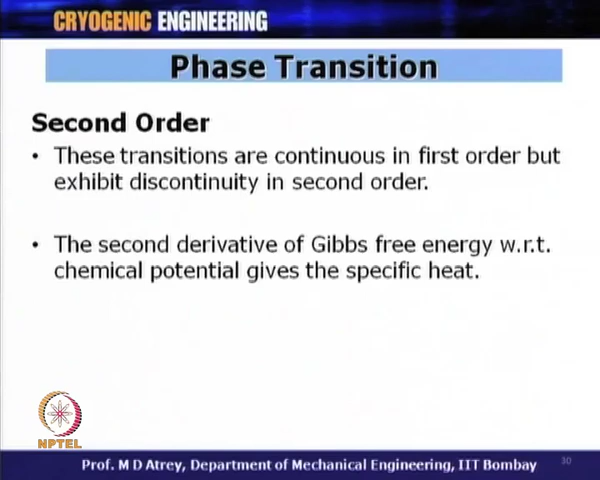 CRYOGENIC ENGINEERING
Phase Transition
Second Order
• These transitions are continuous in first order but
exhibit discontinuity in second order.
• The second derivative of Gibbs free energy w.r.t.
chemical potential gives the specific heat.
NPTEL
Prof. M D Atrey, Department of Mechanical Engineering, IIT Bombay
30